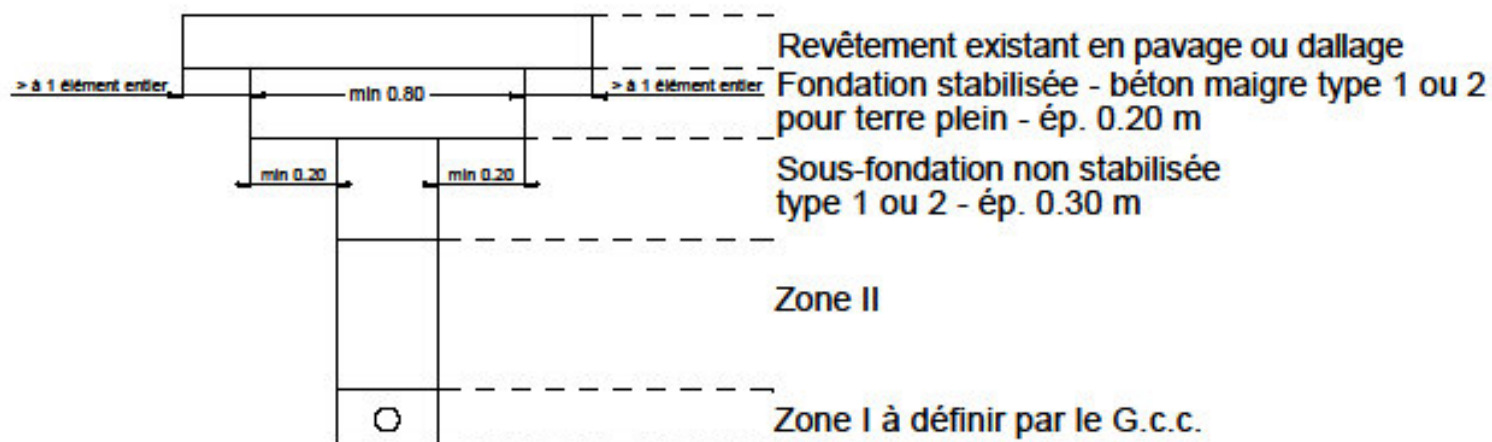 Revêtement existant en pavage ou dallage
> à 1 élément entier
min 0.80
> à 1 élément entier
Fondation stabilisée - béton maigre type 1 ou 2
pour terre plein - ép. 0.20 m
min 0.20
min 0.20
Sous-fondation non stabilisée
type 1 ou 2 - ép. 0.30 m
Zone II
Zone I à définir par le G.c.c.